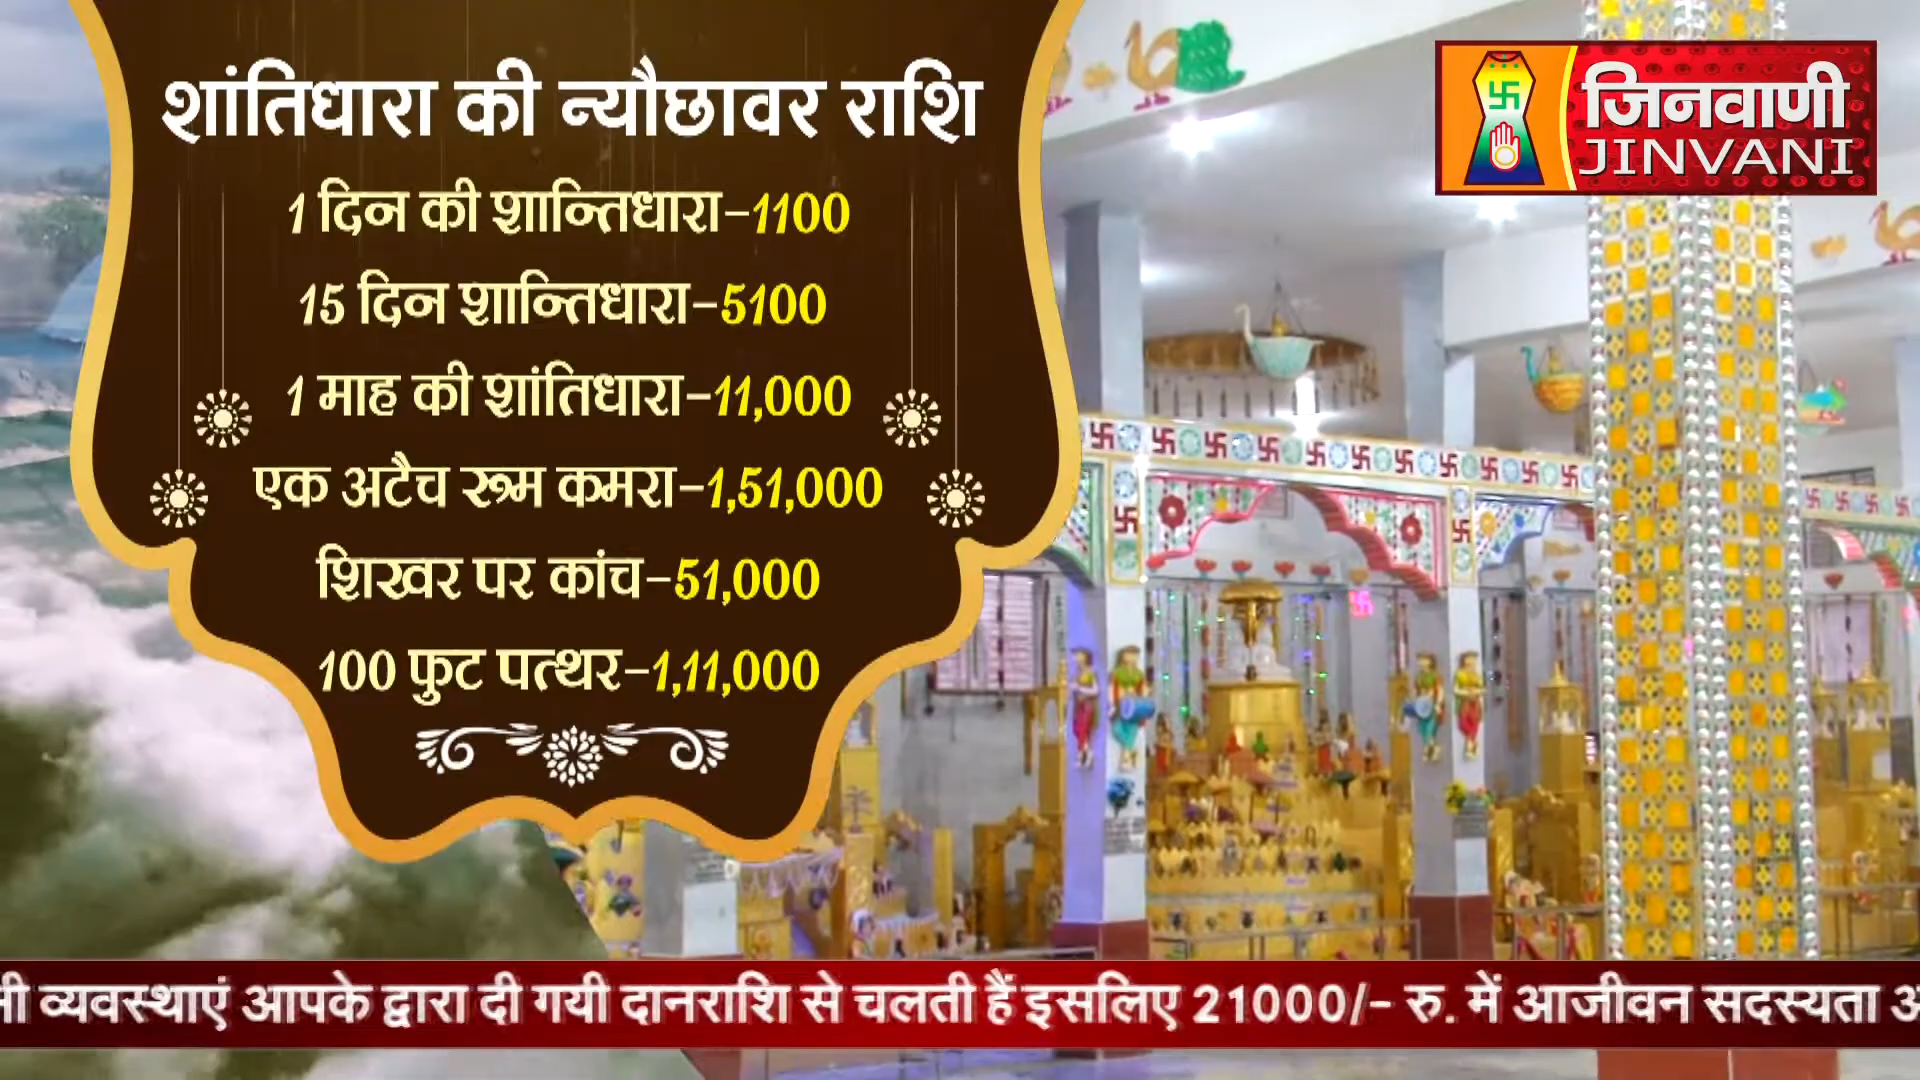 शांतिधारा की न्यौछावर राशि
1 दिन की शान्तिधारा-1100
15 दिन शान्तिधारा-5100
1 माह की शांतिधारा-11,000
एक अटैच रूम कमरा-1,51,000
शिखर पर कांच-51,000
100 फुट पत्थर-1,11,000
जिनवाणी
JINVANI
व्यवस्थाएं आपके द्वारा दी गयी दानराशि से चलती हैं इसलिए 21000/- रु. में आजीवन सदस्यता